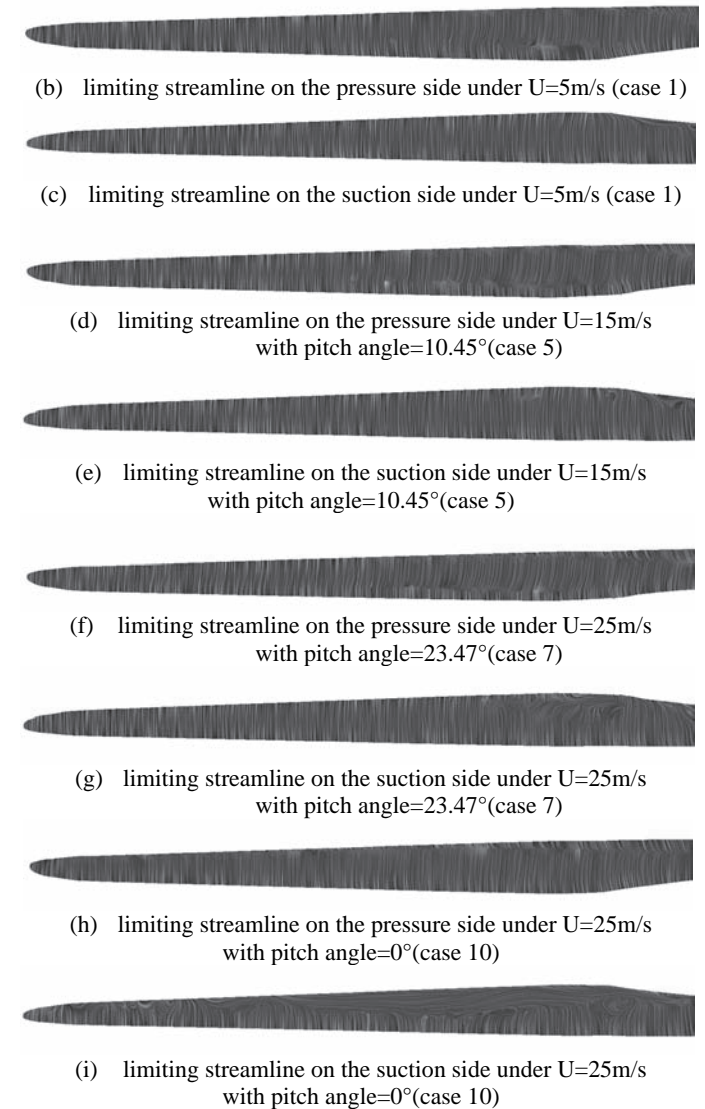 (b) limiting streamline on the pressure side under U=5m/s (case 1)
(c) limiting streamline on the suction side under U=5m/s (case 1)
(d) limiting streamline on the pressure side under U=15m/s
with pitch angle=10.45°(case 5)
(e) limiting streamline on the suction side under U=15m/s
with pitch angle=10.45°(case 5)
(f) limiting streamline on the pressure side under U=25m/s
with pitch angle=23.47°(case 7)
(g) limiting streamline on the suction side under U=25m/s
with pitch angle=23.47°(case 7)
(h) limiting streamline on the pressure side under U=25m/s
with pitch angle=0°(case 10)
(i) limiting streamline on the suction side under U=25m/s
with pitch angle=0°(case 10)